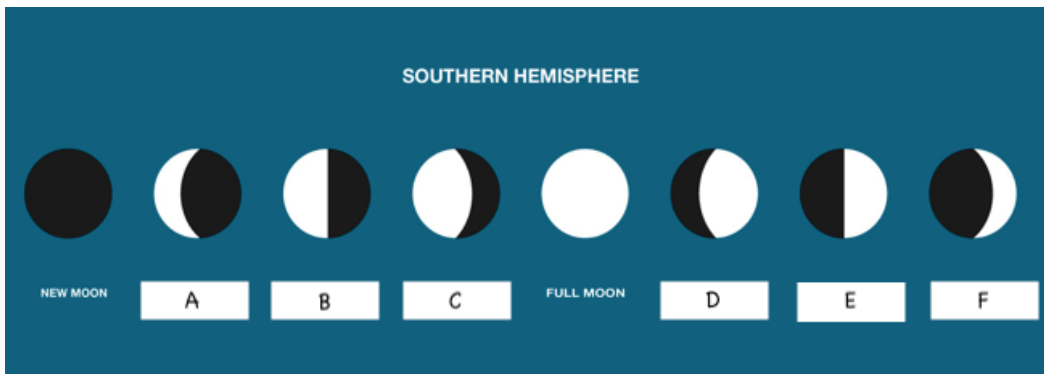 SOUTHERN HEMISPHERE
NEW MOON
A
B
C
FULL MOON
D
E
F